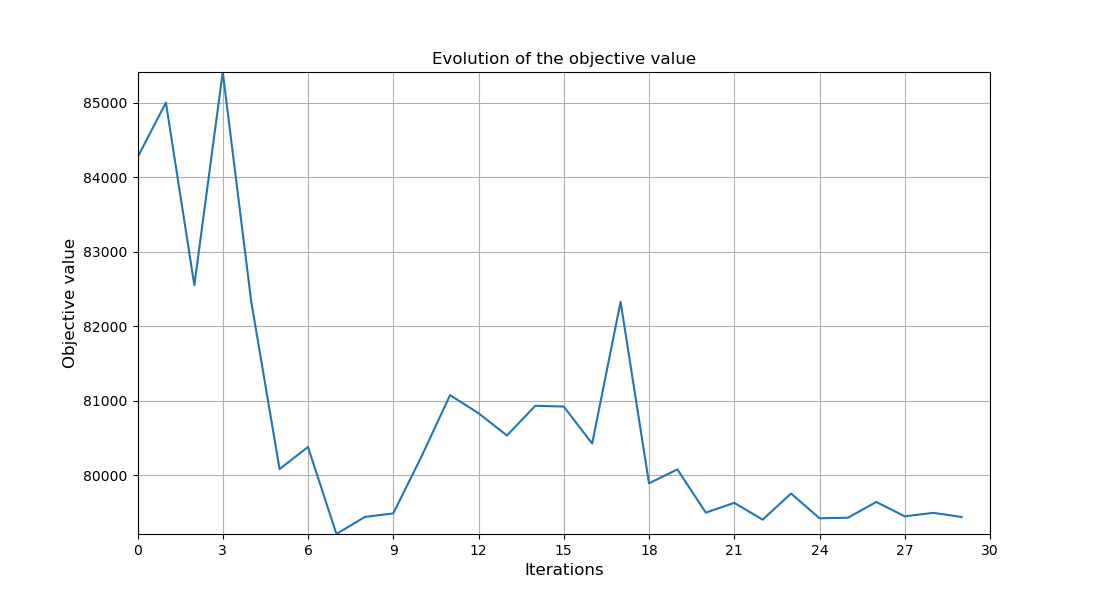 Evolution of the objective value
Objective value
85000
84000
83000
82000
81000
80000
0 3 6 9 12 15 18 21 24 27 30
Iterations